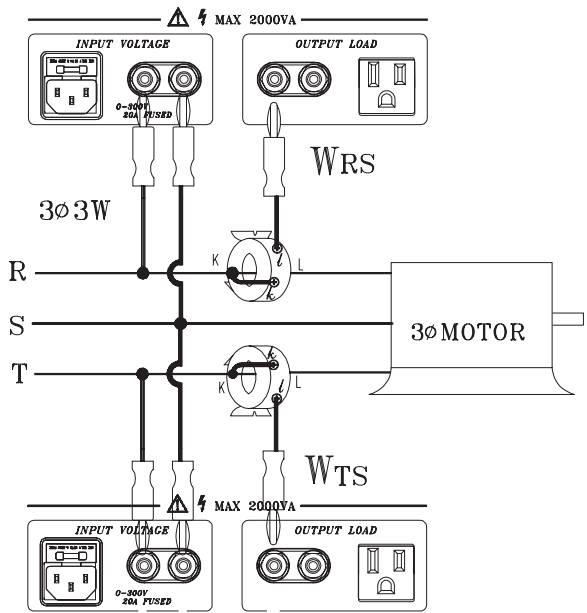 MAX 2000VA
INPUT VOLTAGE
OUTPUT LOAD
0-300V
20A FUSED
WRS
3ø3W
K
l
L
R
k
S
3øMOTOR
T
k
K
l
L
WTS
MAX 2000VA
INPUT VOLTAGE
OUTPUT LOAD
0-300V
20A FUSED